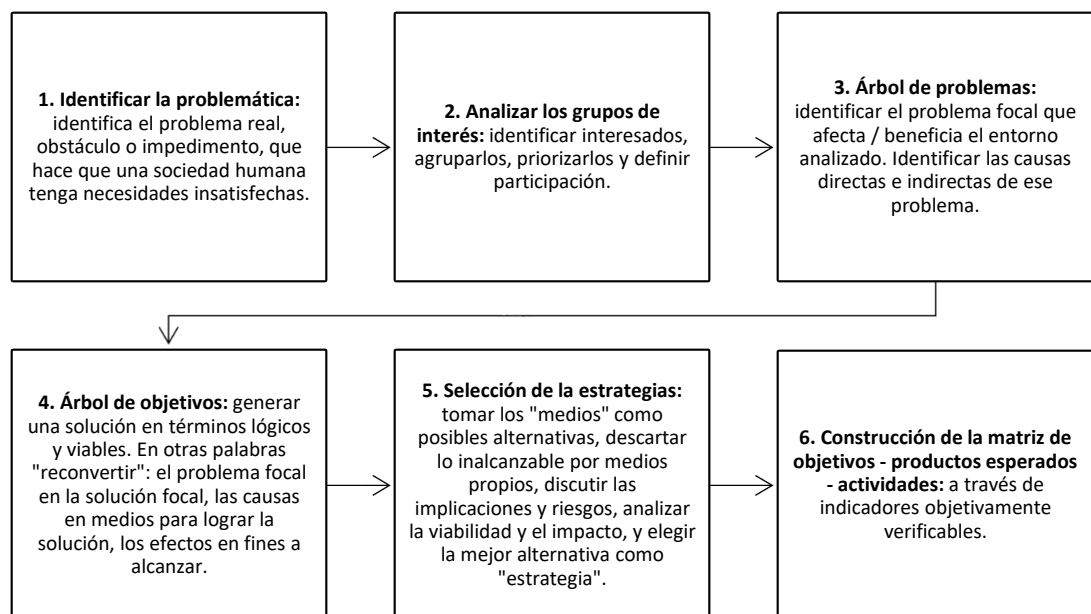 1. Identificar la problemática:
identifica el problema real,
obstáculo o impedimento, que
hace que una sociedad humana
tenga necesidades insatisfechas.
2. Analizar los grupos de
interés: identificar interesados,
agruparlos, priorizarlos y definir
participación.
3. Árbol de problemas:
identificar el problema focal que
afecta / beneficia el entorno
analizado. Identificar las causas
directas e indirectas de ese
problema.
4. Árbol de objetivos: generar
una solución en términos lógicos
y viables. En otras palabras
"reconvertir": el problema focal
en la solución focal, las causas
en medios para lograr la
solución, los efectos en fines a
alcanzar.
5. Selección de la estrategias:
tomar los "medios" como
posibles alternativas, descartar
lo inalcanzable por medios
propios, discutir las
implicaciones y riesgos, analizar
la viabilidad y el impacto, y elegir
la mejor alternativa como
"estrategia".
6. Construcción de la matriz de
objetivos - productos esperados
- actividades: a través de
indicadores objetivamente
verificables.